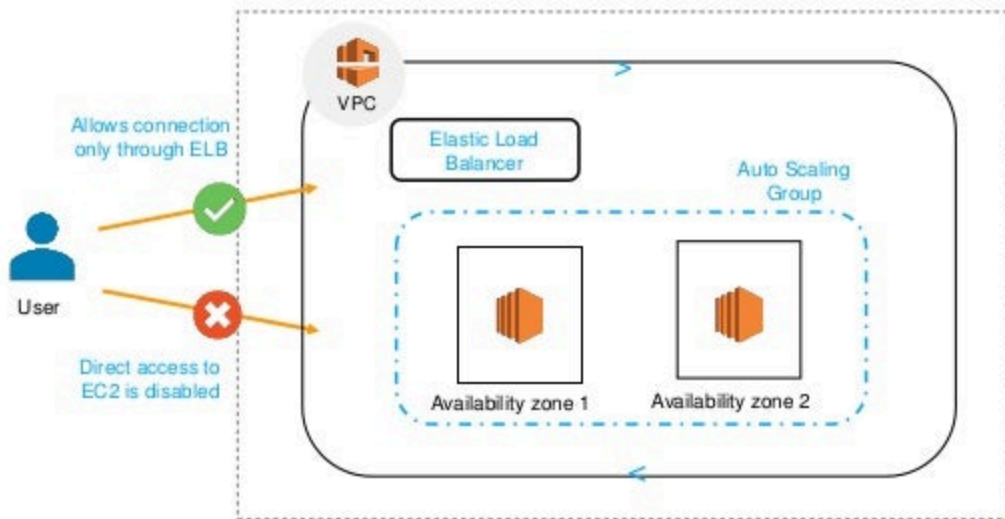 VPC
Allows connection
only through ELB
Elastic Load
Balancer
Auto Scaling
Group
User
Direct access to
EC2 is disabled
Availability zone 1
Availability zone 2